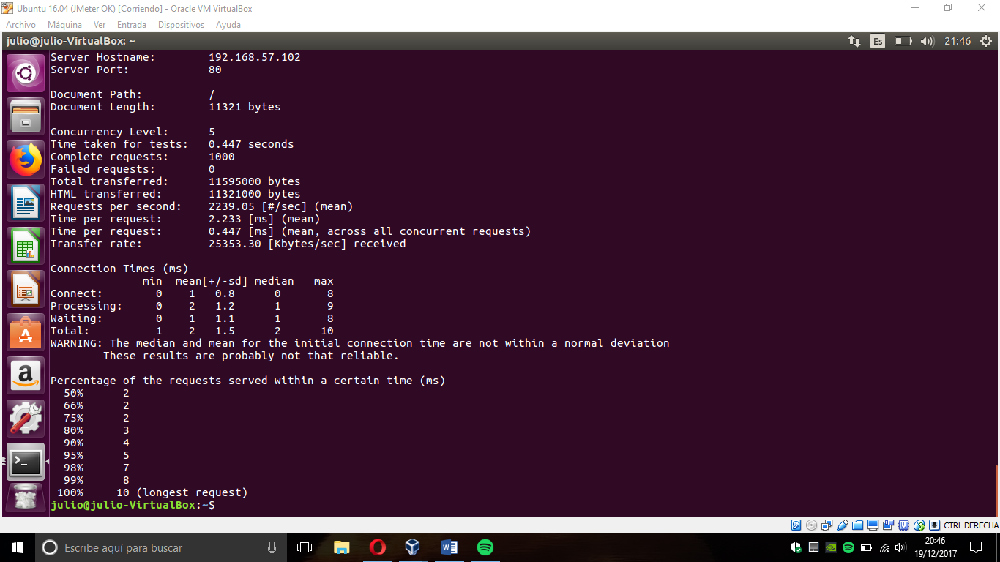 Ubuntu 16.04 (JMeter OK) [Corriendo] - Oracle VM VirtualBox
Archivo Máquina Ver Entrada Dispositivos Ayuda
julio@julio-VirtualBox: ~ Es 21:46
Server Hostname: 192.168.57.102
Server Port: 80
Document Path: /
Document Length: 11321 bytes
Concurrency Level: 5
Time taken for tests: 0.447 seconds
Complete requests: 1000
Failed requests: 0
Total transferred: 11595000 bytes
HTML transferred: 11321000 bytes
Requests per second: 2239.05 [#/sec] (mean)
Time per request: 2.233 [ms] (mean)
Time per request: 0.447 [ms] (mean, across all concurrent requests)
Transfer rate: 25353.30 [Kbytes/sec] received
Connection Times (ms)
min mean[+/-sd] median max
Connect: 0 1 0.8 0 8
Processing: 0 2 1.2 1 9
Waiting: 0 1 1.1 1 8
Total: 1 2 1.5 2 10
WARNING: The median and mean for the initial connection time are not within a normal deviation
These results are probably not that reliable.
Percentage of the requests served within a certain time (ms)
50% 2
66% 2
75% 2
80% 3
90% 4
95% 5
98% 7
99% 8
100% 10 (longest request)
julio@julio-VirtualBox:~$
CTRL DERECHA
Escribe aquí para buscar
20:46
19/12/2017